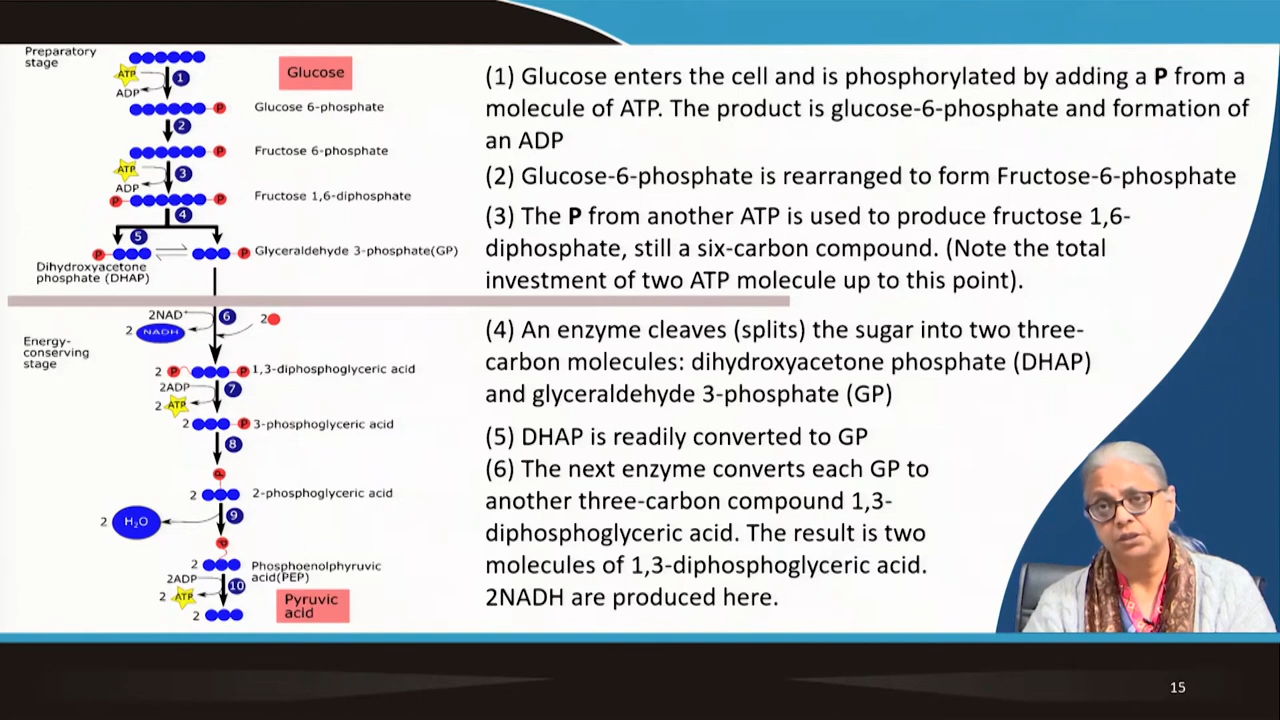 Preparatory
stage
ATP
ADP
1
Glucose
Glucose 6-phosphate
P
2
Fructose 6-phosphate
P
ATP
ADP
3
Fructose 1,6-diphosphate
P
P
4
5
P
P
Glyceraldehyde 3-phosphate(GP)
Dihydroxyacetone
phosphate (DHAP)
2NAD+
2 NADH
6
2
Energy-
conserving
stage
2 P
P
1,3-diphosphoglyceric acid
2ADP
2 ATP
7
2
P
3-phosphoglyceric acid
8
P
2
2-phosphoglyceric acid
2 H₂O
9
P
2
Phosphoenolphyruvic
acid(PEP)
2ADP
2 ATP
10
Pyruvic
acid
2
(1) Glucose enters the cell and is phosphorylated by adding a P from a
molecule of ATP. The product is glucose-6-phosphate and formation of
an ADP
(2) Glucose-6-phosphate is rearranged to form Fructose-6-phosphate
(3) The P from another ATP is used to produce fructose 1,6-
diphosphate, still a six-carbon compound. (Note the total
investment of two ATP molecule up to this point).
(4) An enzyme cleaves (splits) the sugar into two three-
carbon molecules: dihydroxyacetone phosphate (DHAP)
and glyceraldehyde 3-phosphate (GP)
(5) DHAP is readily converted to GP
(6) The next enzyme converts each GP to
another three-carbon compound 1,3-
diphosphoglyceric acid. The result is two
molecules of 1,3-diphosphoglyceric acid.
2NADH are produced here.
15